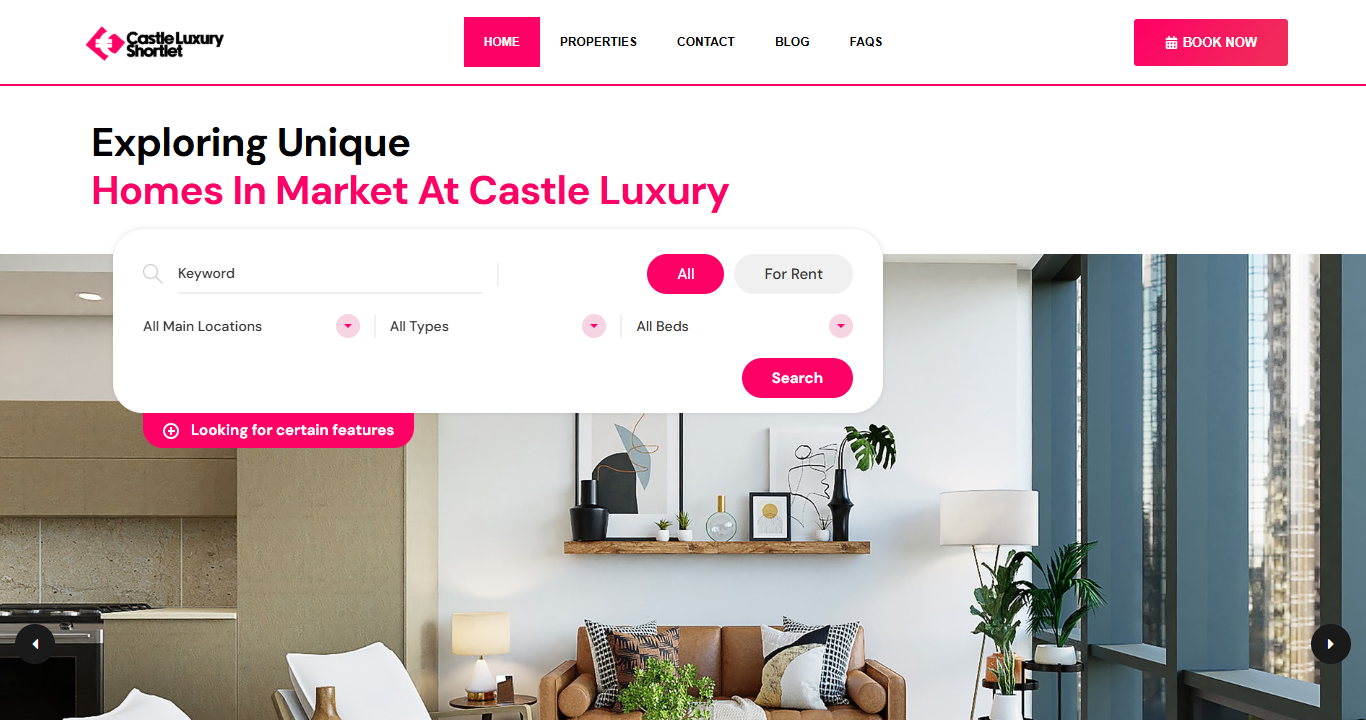 Castle Luxury
Shortlet
HOME
PROPERTIES
CONTACT
BLOG
FAQS
BOOK NOW
Exploring Unique
Homes In Market At Castle Luxury
Keyword
All
For Rent
All Main Locations
All Types
All Beds
Search
Looking for certain features